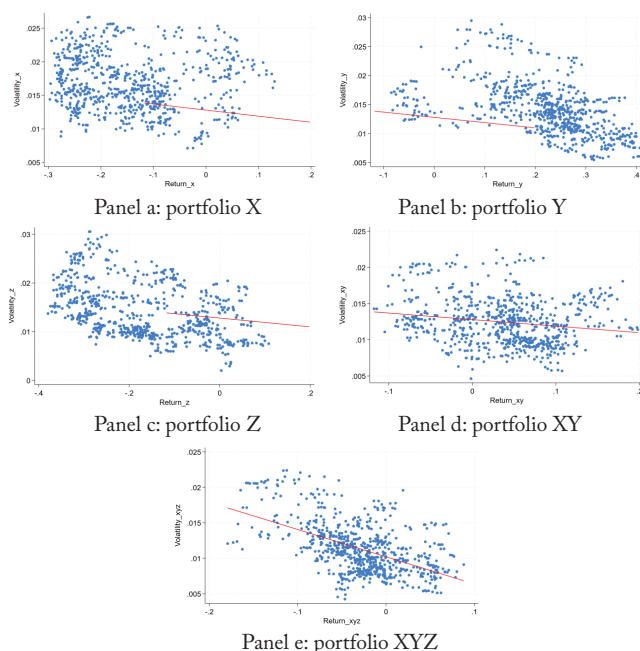 .025
.02
.015
.01
.005
Volatility_x
-.3 -.2 -.1 0 .1 .2
Return_x
Panel a: portfolio X
.03
.025
.02
.015
.01
.005
Volatility_y
-.1 0 .1 .2 .3 .4
Return_y
Panel b: portfolio Y
.03
.02
.01
0
Volatility_z
-.4 -.2 0 .2
Return_z
Panel c: portfolio Z
.025
.02
.015
.01
.005
Volatility_xy
-.1 0 .1 .2
Return_xy
Panel d: portfolio XY
.025
.02
.015
.01
.005
Volatility_xyz
-.2 -.1 0 .1
Return_xyz
Panel e: portfolio XYZ